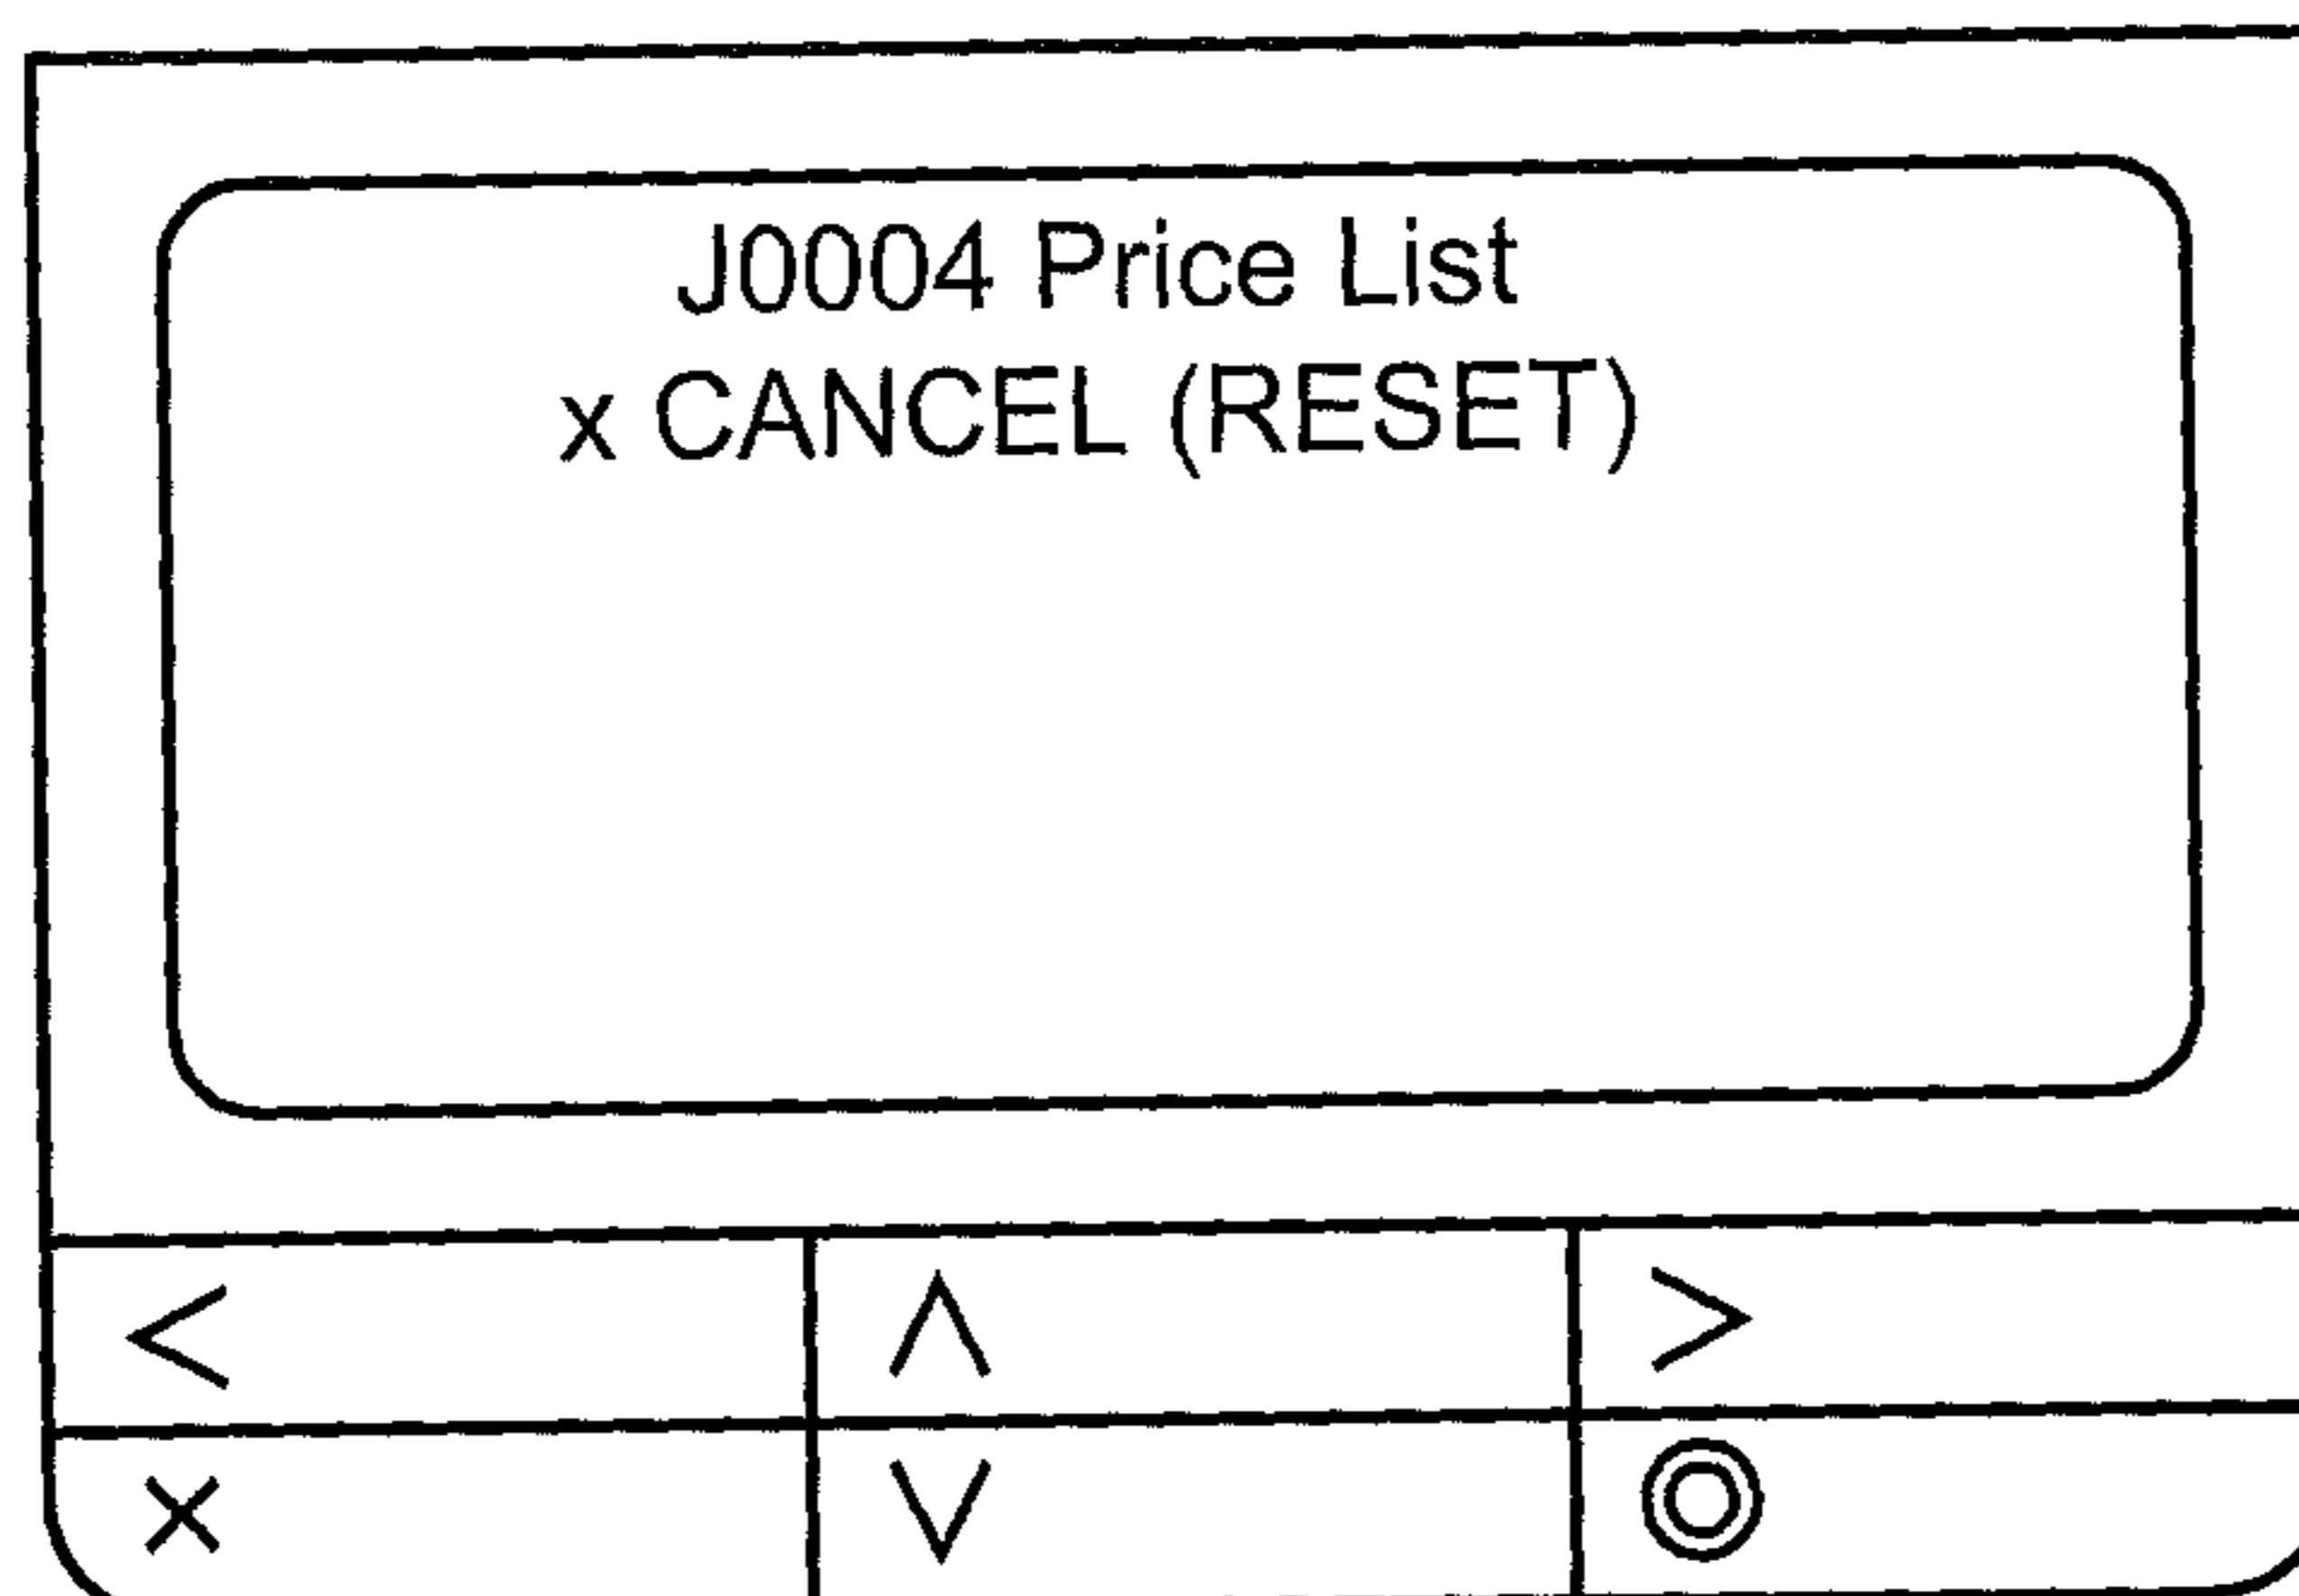 J0004 Price List
x CANCEL (RESET)
< ∧ >
× ∨ ◎